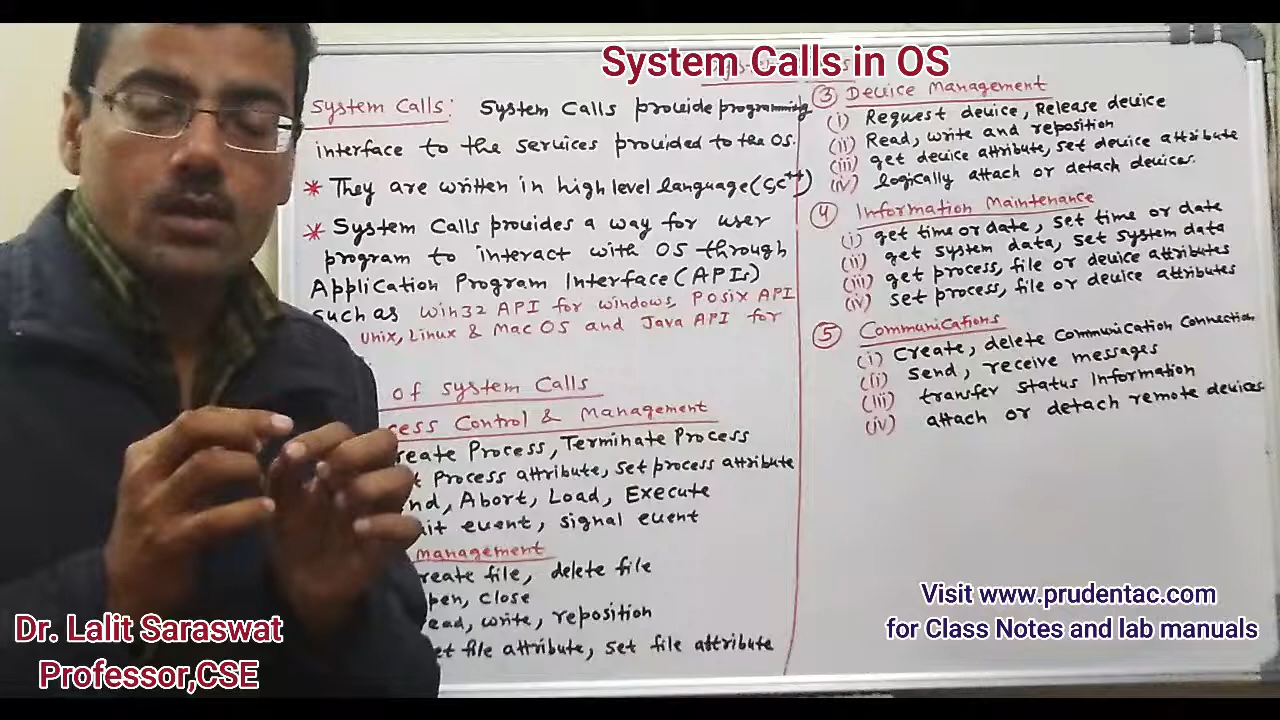 System Calls in OS
System Calls: System Calls provide programming
interface to the services provided to the OS.
* They are written in high level language (C,C++)
* System Calls provides a way for user
program to interact with OS through
Application Program Interface (APIs)
such as Win32 API for windows, POSIX API
Unix, Linux & Mac OS and Java API for
of system Calls
cess Control & Management
reate Process, Terminate Process
t Process attribute, set process attribute
nd, Abort, Load, Execute
ait event, signal event
management
reate file, delete file
pen, close
ead, write, reposition
et file attribute, set file attribute
③ Device Management
(i) Request device, Release device
(ii) Read, write and reposition
(iii) get device attribute, set device attribute
(iv) logically attach or detach devices.
④ Information Maintenance
(i) get time or date, set time or date
(ii) get system data, set system data
(iii) get process, file or device attributes
(iv) set process, file or device attributes
⑤ Communications
(i) Create, delete Communication Connection
(ii) send, receive messages
(iii) transfer status Information
(iv) attach or detach remote devices
Visit www.prudentac.com
for Class Notes and lab manuals
Dr. Lalit Saraswat
Professor,CSE